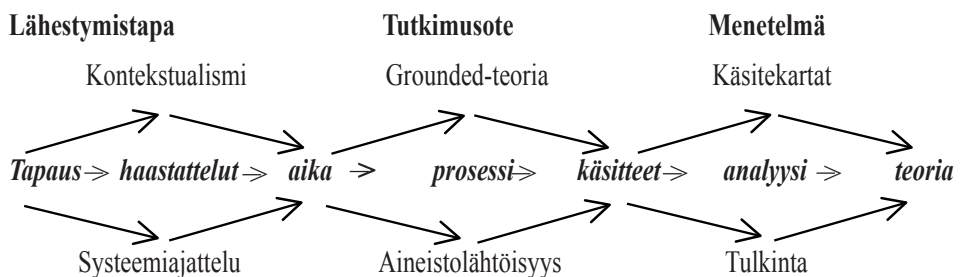 Lähestymistapa Tutkimusote Menetelmä
Kontekstualismi Grounded-teoria Käsitekartat
Tapaus haastattelut aika prosessi käsitteet analyysi teoria
Systeemiajattelu Aineistolähtöisyys Tulkinta